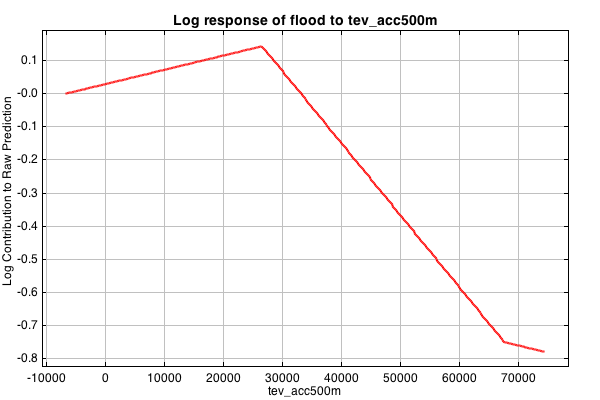 Log response of flood to tev_acc500m
Log Contribution to Raw Prediction
0.1
-0.0
-0.1
-0.2
-0.3
-0.4
-0.5
-0.6
-0.7
-0.8
-10000 0 10000 20000 30000 40000 50000 60000 70000
tev_acc500m